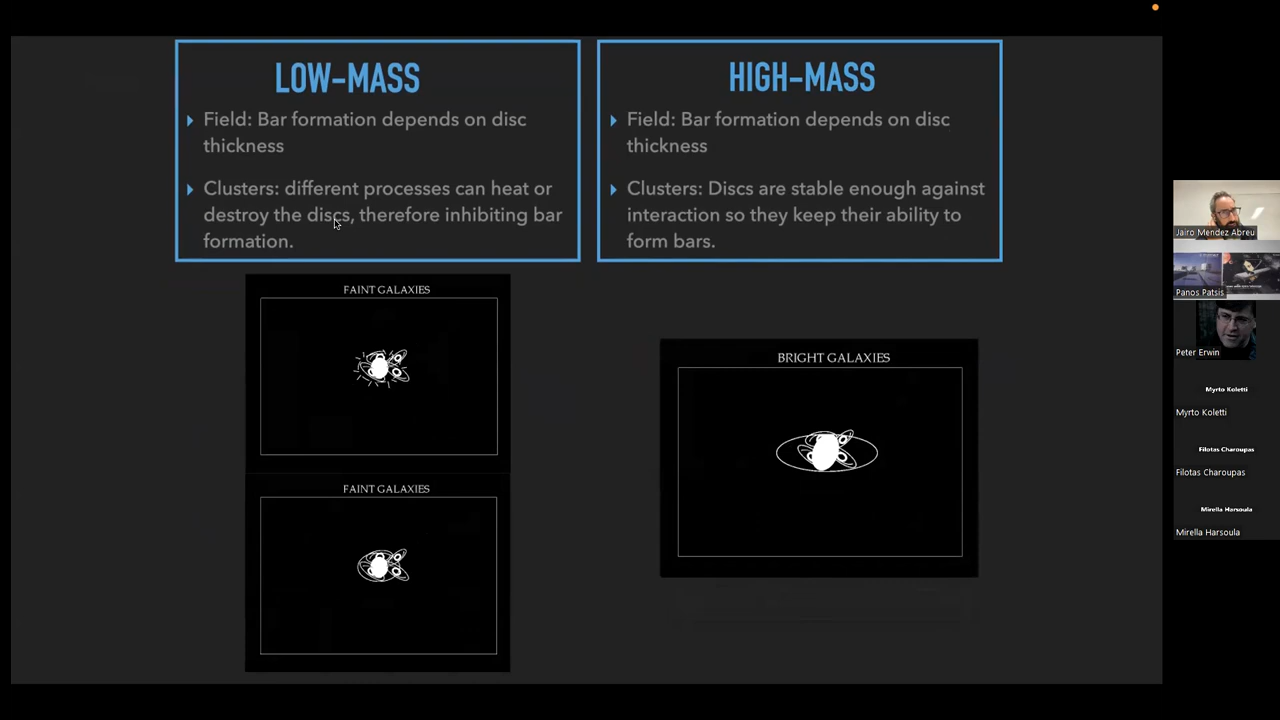 LOW-MASS
Field: Bar formation depends on disc
thickness
Clusters: different processes can heat or
destroy the discs, therefore inhibiting bar
formation.
HIGH-MASS
Field: Bar formation depends on disc
thickness
Clusters: Discs are stable enough against
interaction so they keep their ability to
form bars.
FAINT GALAXIES
FAINT GALAXIES
BRIGHT GALAXIES
Jairo Mendez Abreu
Panos Patsis
Peter Erwin
Myrto Koletti
Myrto Koletti
Filotas Charoupas
Filotas Charoupas
Mirella Harsoula
Mirella Harsoula